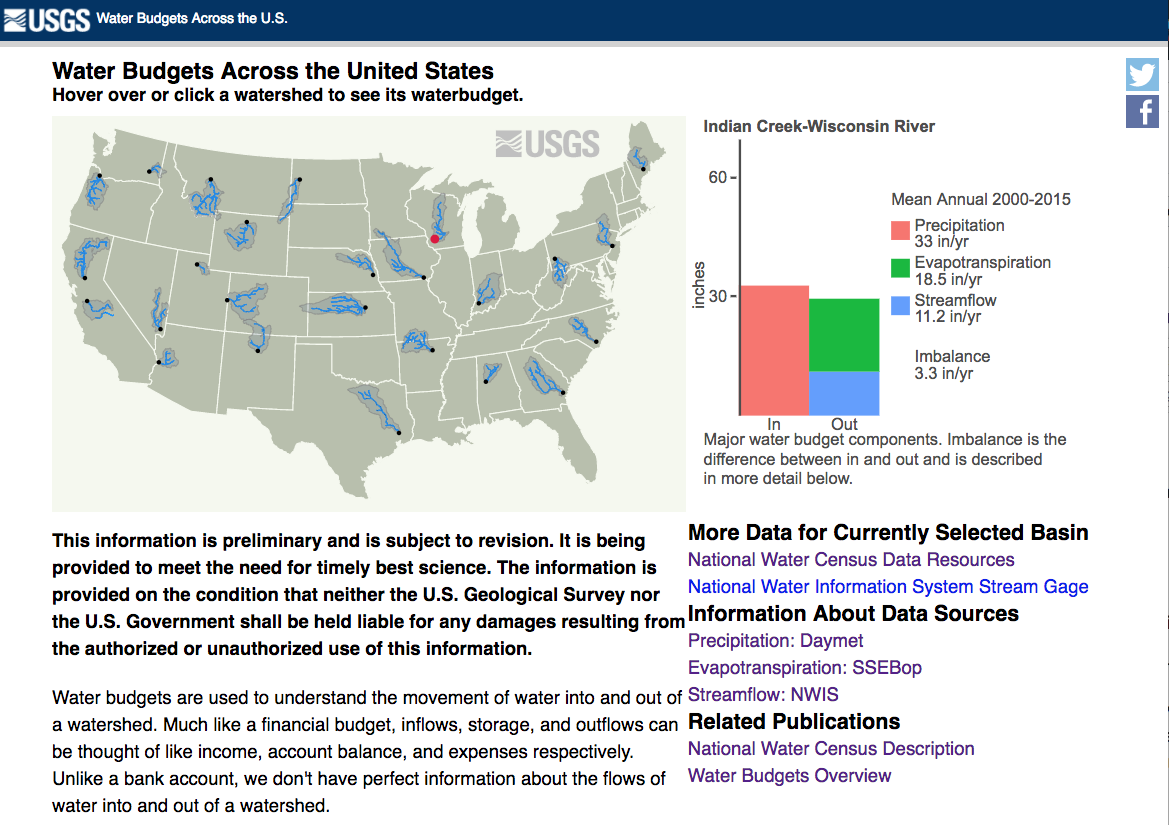 USGS Water Budgets Across the U.S.
Water Budgets Across the United States
Hover over or click a watershed to see its waterbudget.
USGS
Indian Creek-Wisconsin River
60
30
inches
In
Out
Mean Annual 2000-2015
Precipitation
33 in/yr
Evapotranspiration
18.5 in/yr
Streamflow
11.2 in/yr
Imbalance
3.3 in/yr
Major water budget components. Imbalance is the
difference between in and out and is described
in more detail below.
This information is preliminary and is subject to revision. It is being
provided to meet the need for timely best science. The information is
provided on the condition that neither the U.S. Geological Survey nor
the U.S. Government shall be held liable for any damages resulting from
the authorized or unauthorized use of this information.
Water budgets are used to understand the movement of water into and out of
a watershed. Much like a financial budget, inflows, storage, and outflows can
be thought of like income, account balance, and expenses respectively.
Unlike a bank account, we don't have perfect information about the flows of
water into and out of a watershed.
More Data for Currently Selected Basin
National Water Census Data Resources
National Water Information System Stream Gage
Information About Data Sources
Precipitation: Daymet
Evapotranspiration: SSEBop
Streamflow: NWIS
Related Publications
National Water Census Description
Water Budgets Overview